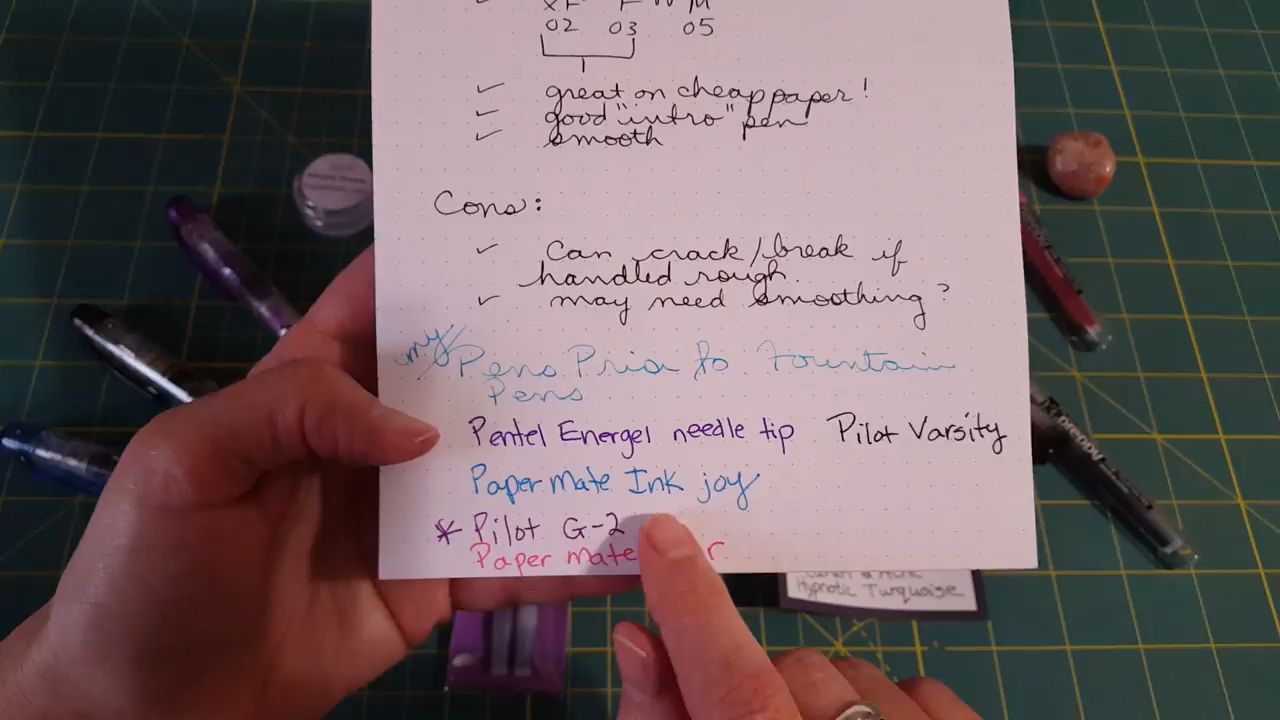 XF F M
02 03 05
✓ great on cheap paper!
✓ good "intro" pen
✓ smooth
Cons:
✓ Can crack/break if
handled rough.
✓ may need smoothing?
my Pens Prior to Fountain
Pens
Pentel Energel needle tip Pilot Varsity
Paper Mate Ink joy
* Pilot G-2
Paper mate
Hypnotic Turquoise